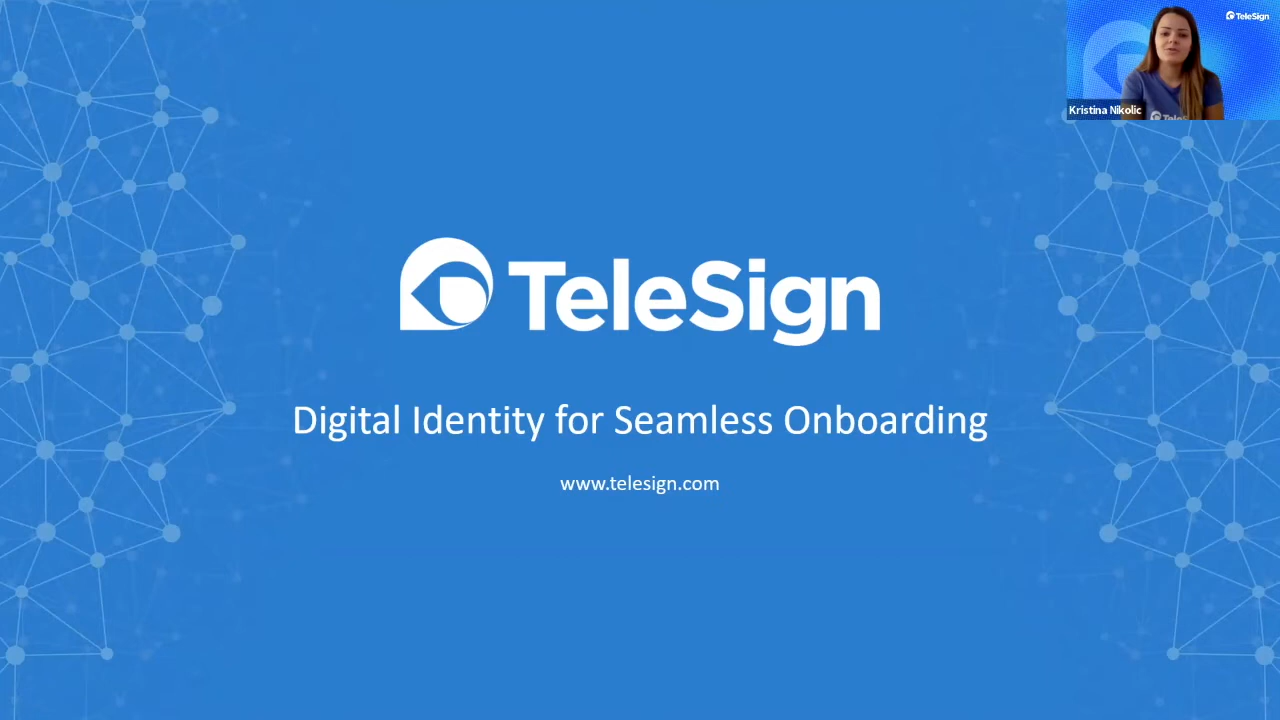 TeleSign
Kristina Nikolic
TeleSign
Digital Identity for Seamless Onboarding
www.telesign.com